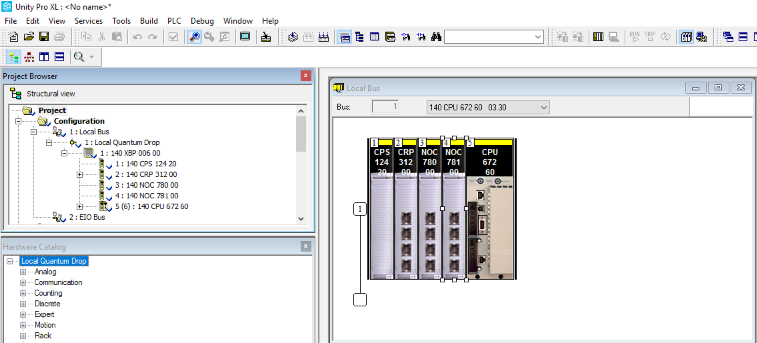 Unity Pro XL : <No name>*
File Edit View Services Tools Build PLC Debug Window Help
Project Browser
Structural view
Project
Configuration
1 : Local Bus
1 : Local Quantum Drop
1 : 140 XBP 006 00
1 : 140 CPS 124 20
2 : 140 CRP 312 00
3 : 140 NOC 780 00
4 : 140 NOC 781 00
5 (6) : 140 CPU 672 60
2 : EIO Bus
Hardware Catalog
Local Quantum Drop
Analog
Communication
Counting
Discrete
Expert
Motion
Rack
Local Bus
Bus: 1 140 CPU 672 60 03.30
1 2 3 4 5
CPS CRP NOC NOC CPU
124 312 780 781 672
20 00 00 00 60
1